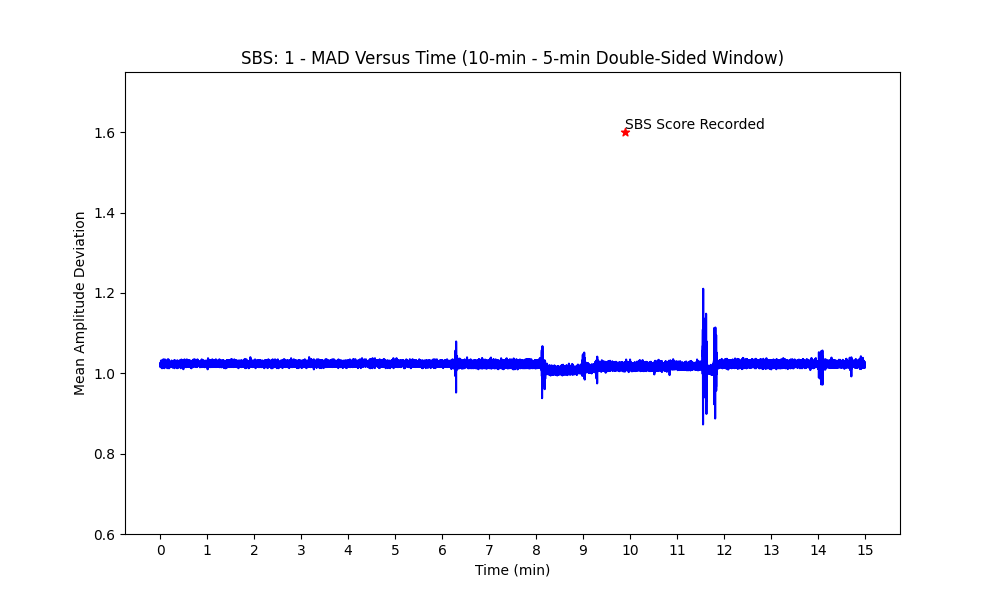 SBS: 1 - MAD Versus Time (10-min - 5-min Double-Sided Window)
SBS Score Recorded
Mean Amplitude Deviation
1.6
1.4
1.2
1.0
0.8
0.6
0 1 2 3 4 5 6 7 8 9 10 11 12 13 14 15
Time (min)